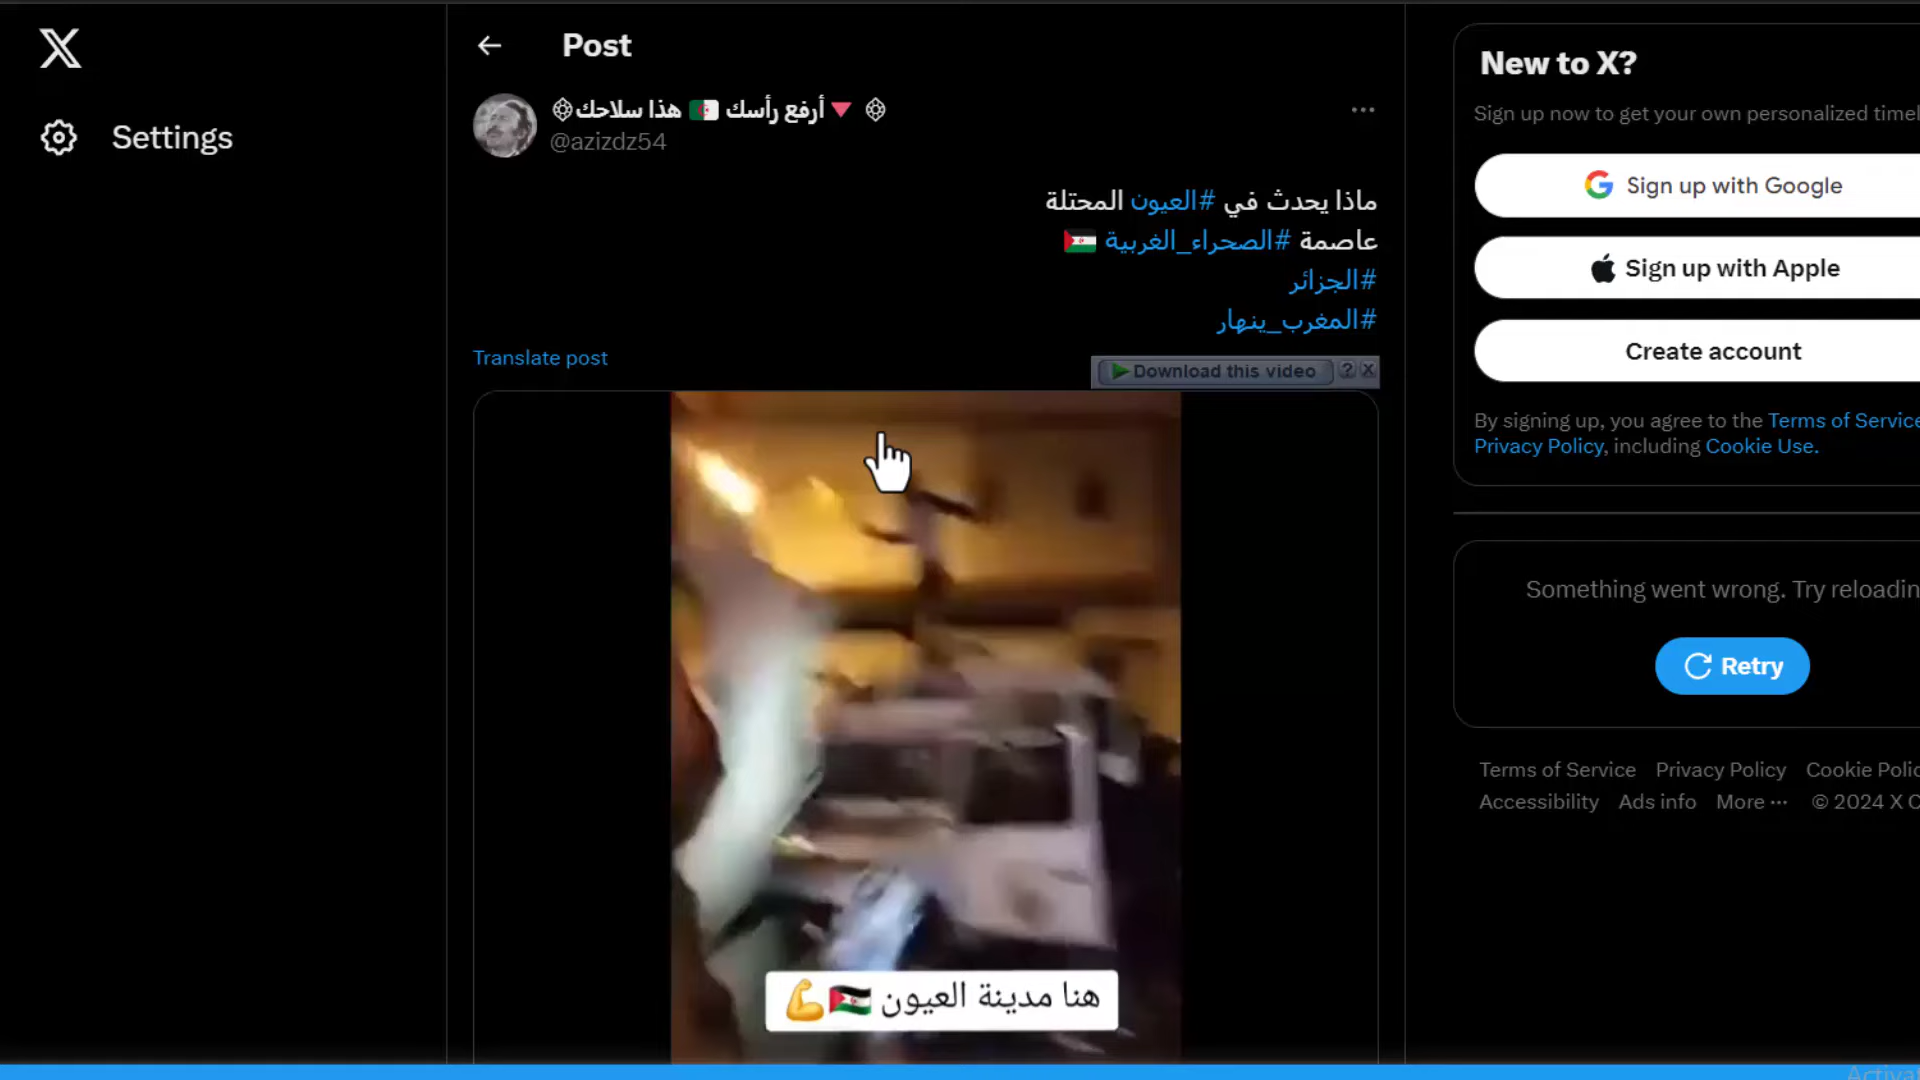 Post
Settings
أرفع رأسك 🇩🇿 هذا سلاحك
@azizdz54
ماذا يحدث في #العيون المحتلة
عاصمة #الصحراء_الغربية 🇪🇭
#الجزائر
#المغرب_ينهار
Translate post
Download this video ? X
هنا مدينة العيون 🇪🇭💪
New to X?
Sign up now to get your own personalized timel
Sign up with Google
Sign up with Apple
Create account
By signing up, you agree to the Terms of Service
Privacy Policy, including Cookie Use.
Something went wrong. Try reloadin
Retry
Terms of Service Privacy Policy Cookie Polic
Accessibility Ads info More ··· © 2024 X C
Activat